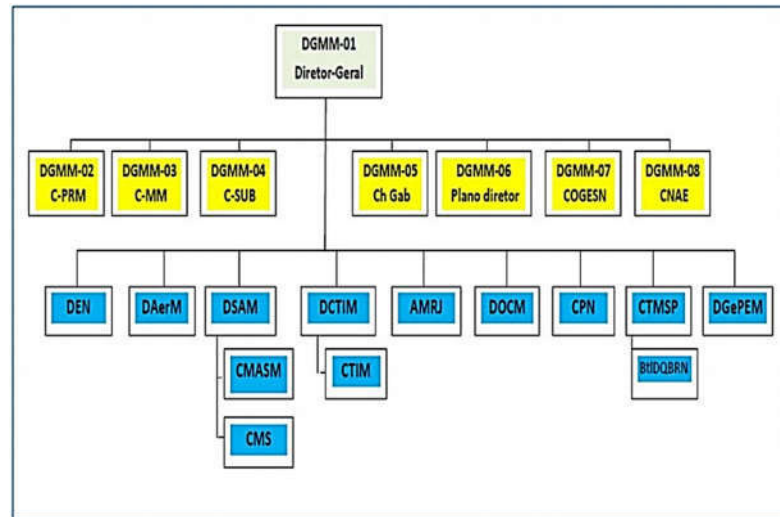 DGMM-01
Diretor-Geral
DGMM-02
C-PRM
DGMM-03
C-MM
DGMM-04
C-SUB
DGMM-05
Ch Gab
DGMM-06
Plano diretor
DGMM-07
COGESN
DGMM-08
CNAE
DEN
DAerM
DSAM
DCTIM
AMRJ
DOCM
CPN
CTMSP
DGePEM
CMASM
CTIM
BtlDQBRN
CMS